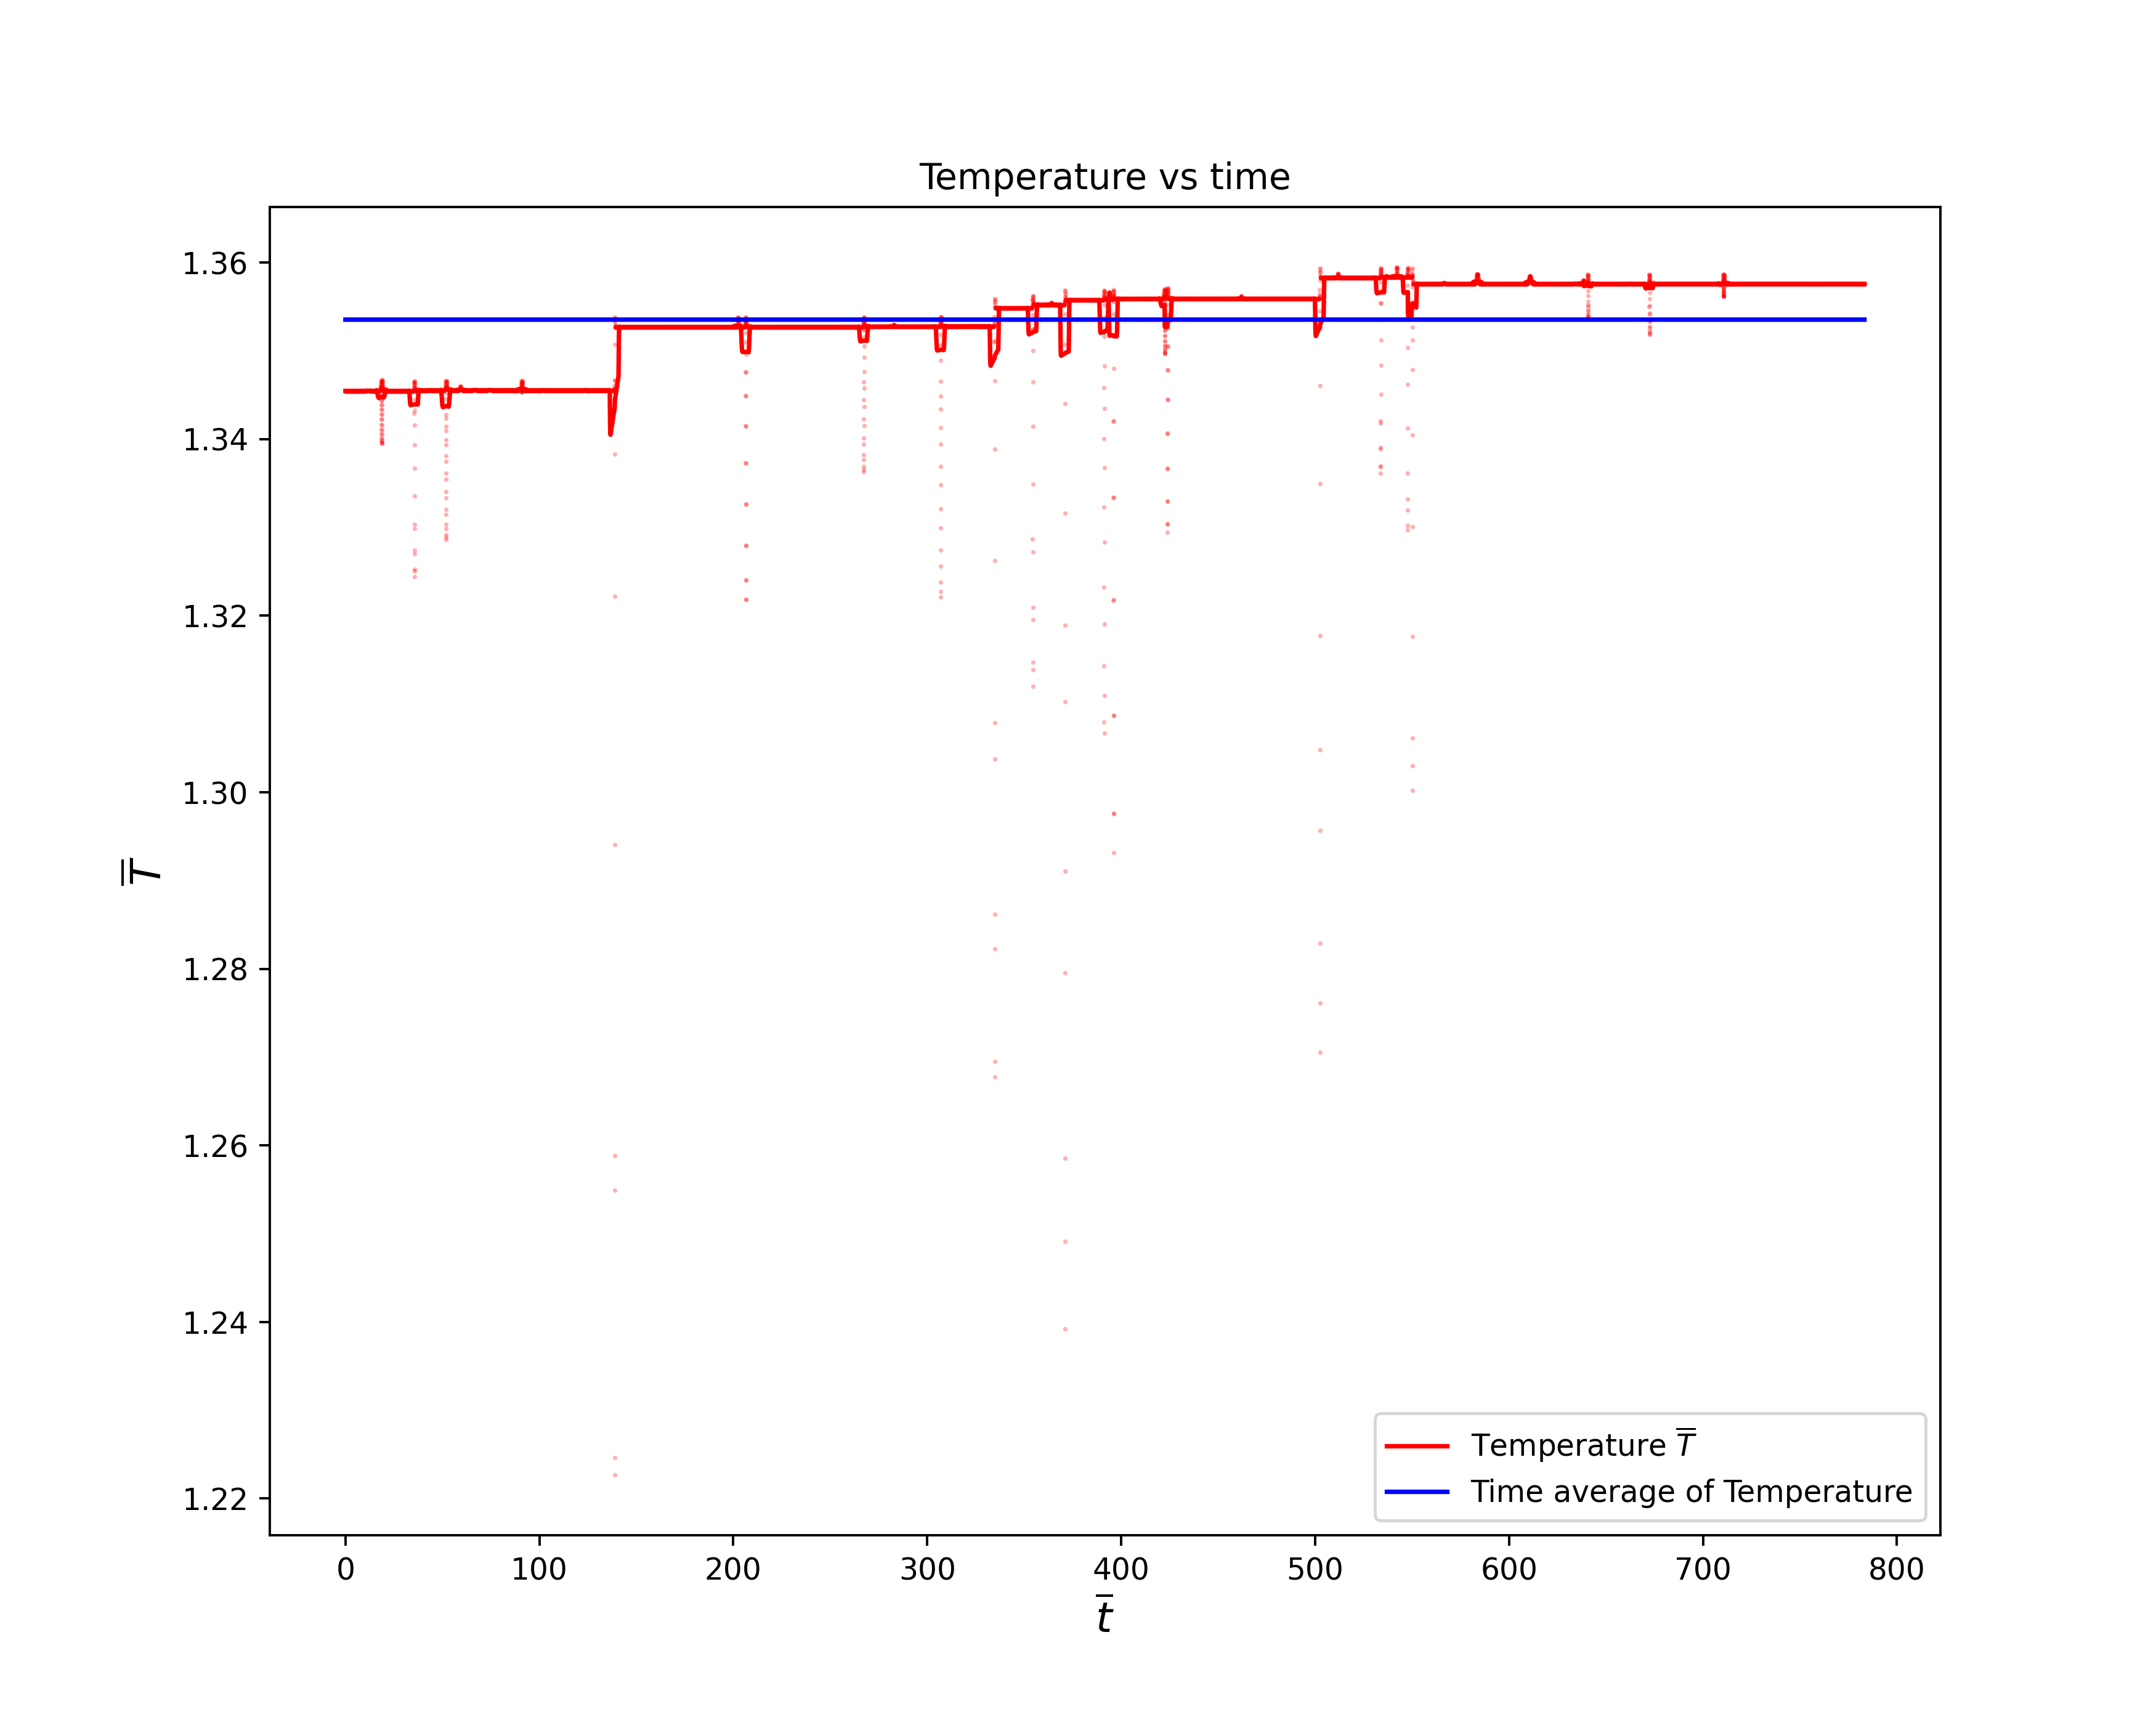 Temperature vs time
1.36
1.34
1.32
1.30
1.28
1.26
1.24
1.22
T̅
0 100 200 300 400 500 600 700 800
t̅
Temperature T̅
Time average of Temperature